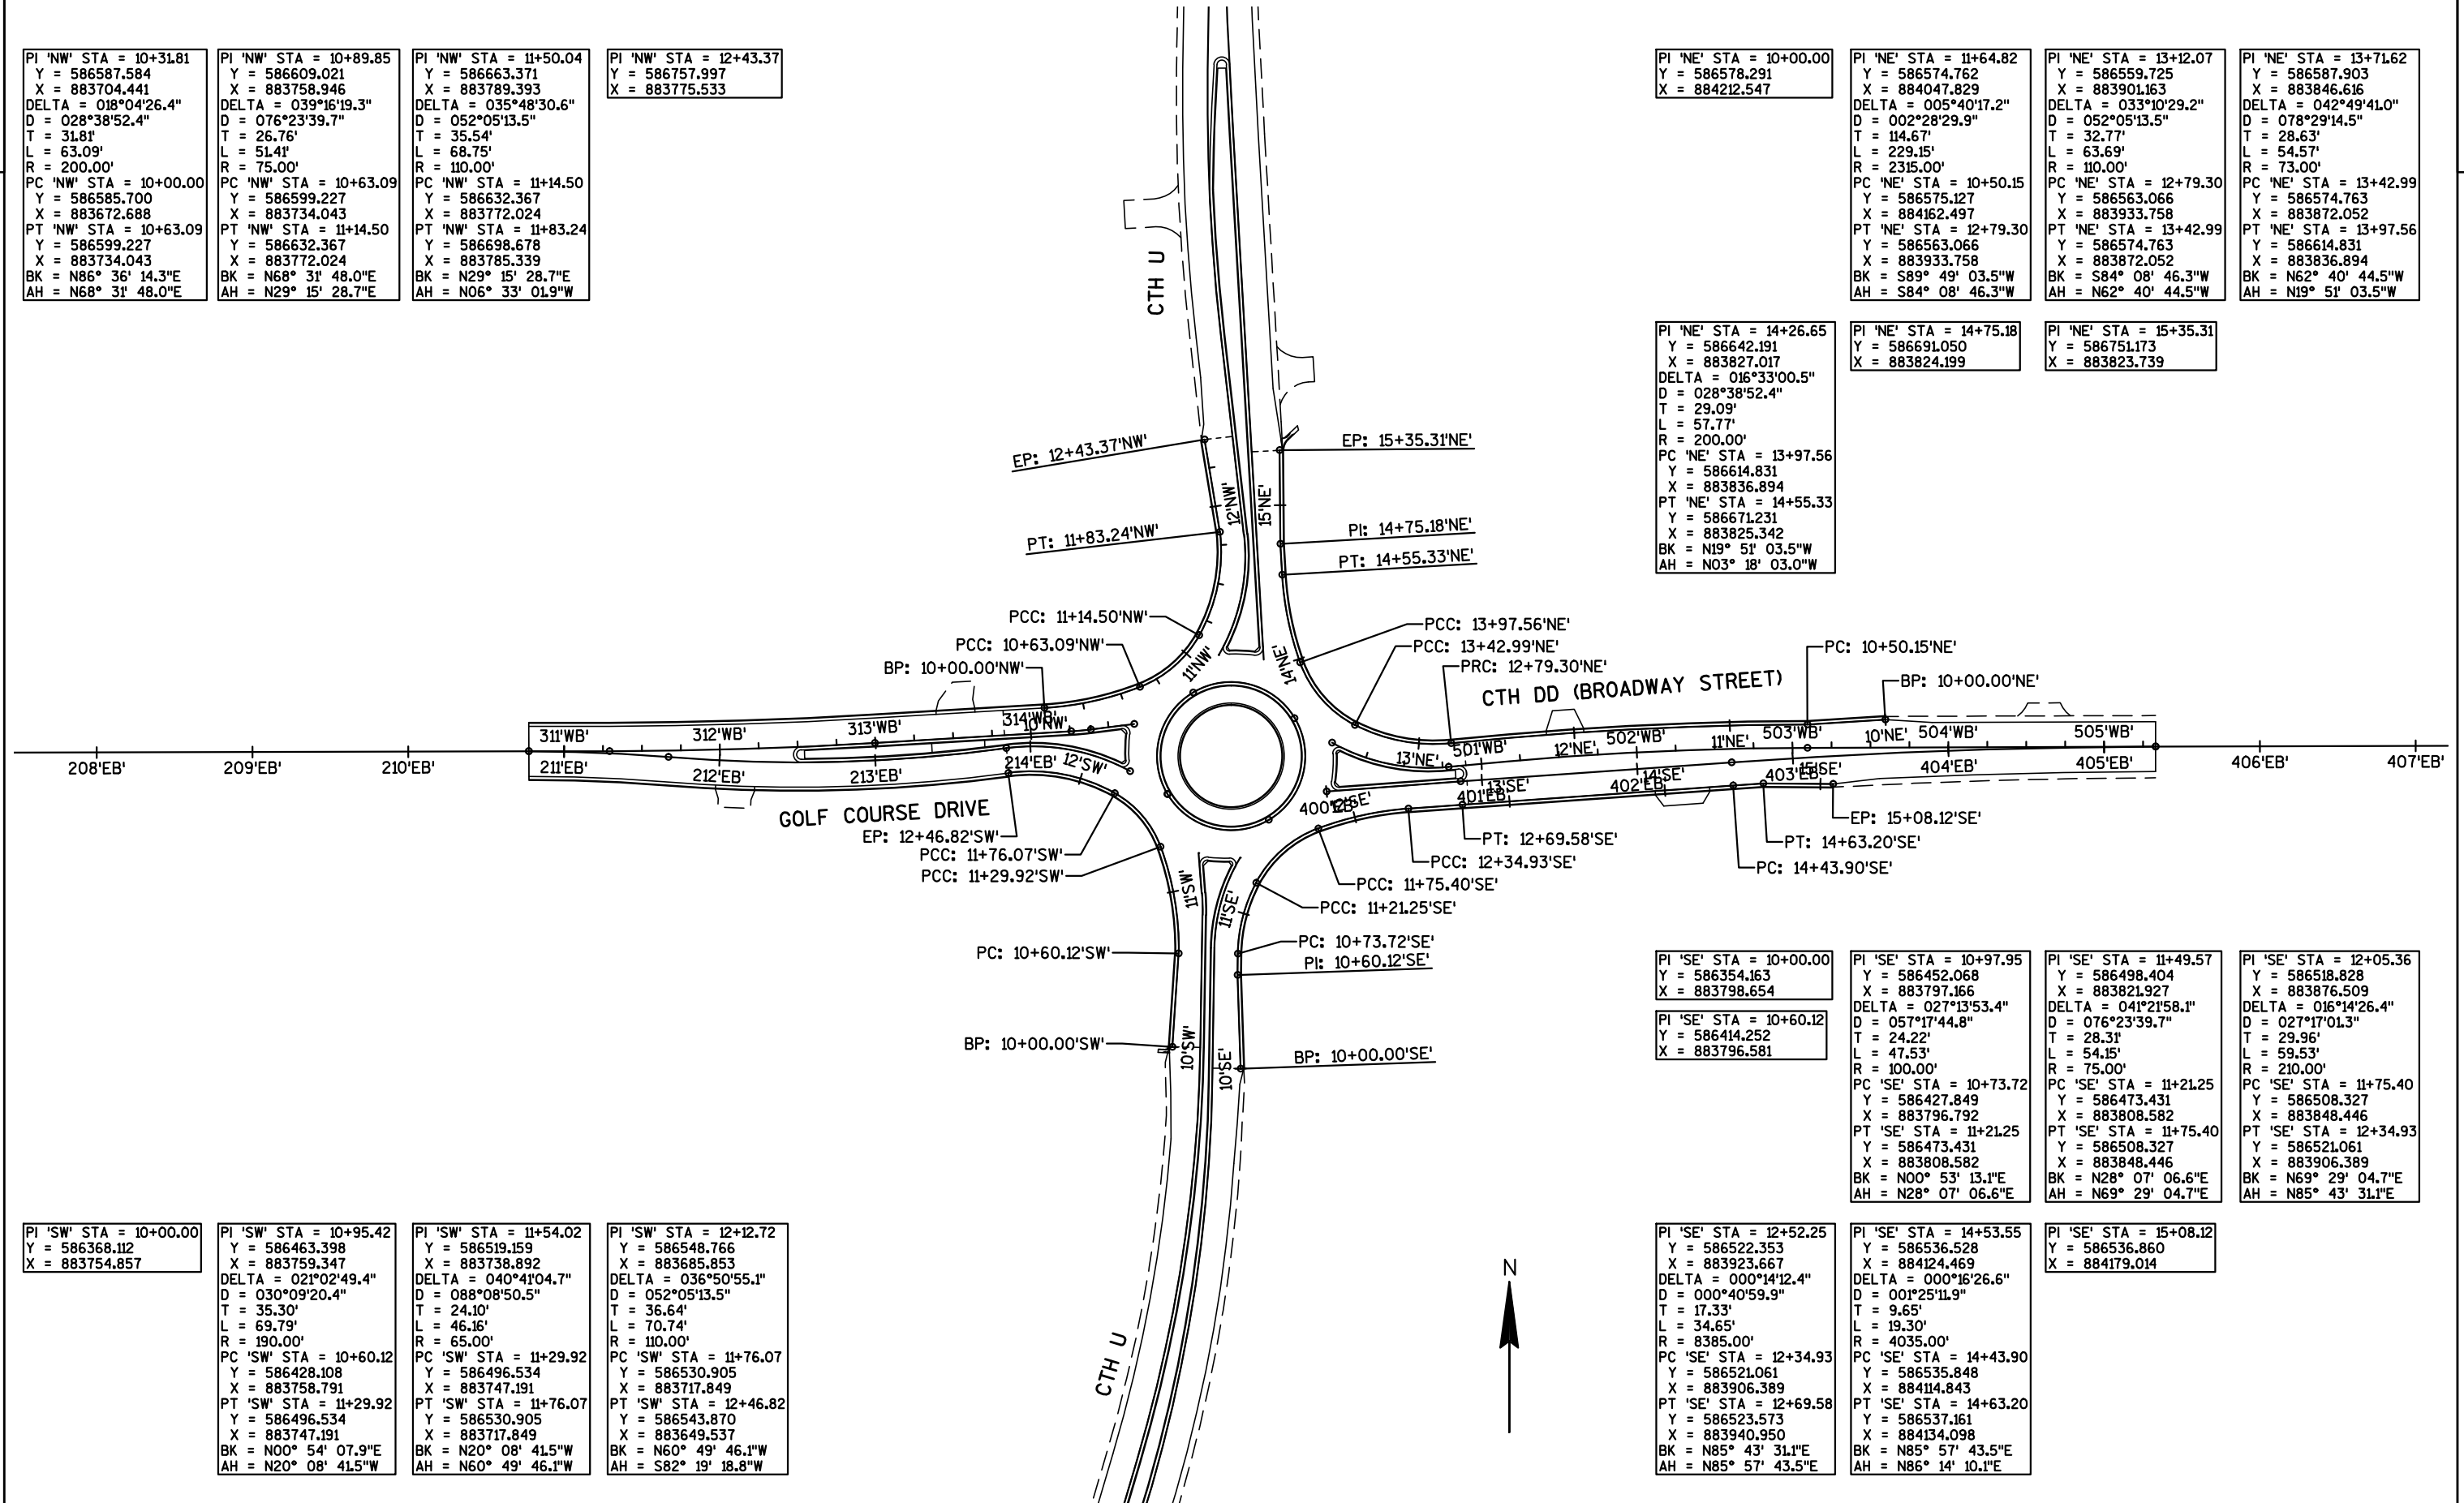 PI 'NW' STA = 10+31.81
Y = 586587.584
X = 883704.441
DELTA = 018°04'26.4"
D = 028°38'52.4"
T = 31.81'
L = 63.09'
R = 200.00'
PC 'NW' STA = 10+00.00
Y = 586585.700
X = 883672.688
PT 'NW' STA = 10+63.09
Y = 586599.227
X = 883734.043
BK = N86° 36' 14.3"E
AH = N68° 31' 48.0"E
PI 'NW' STA = 10+89.85
Y = 586609.021
X = 883758.946
DELTA = 039°16'19.3"
D = 076°23'39.7"
T = 26.76'
L = 51.41'
R = 75.00'
PC 'NW' STA = 10+63.09
Y = 586599.227
X = 883734.043
PT 'NW' STA = 11+14.50
Y = 586632.367
X = 883772.024
BK = N68° 31' 48.0"E
AH = N29° 15' 28.7"E
PI 'NW' STA = 11+50.04
Y = 586663.371
X = 883789.393
DELTA = 035°48'30.6"
D = 052°05'13.5"
T = 35.54'
L = 68.75'
R = 110.00'
PC 'NW' STA = 11+14.50
Y = 586632.367
X = 883772.024
PT 'NW' STA = 11+83.24
Y = 586698.678
X = 883785.339
BK = N29° 15' 28.7"E
AH = N06° 33' 01.9"W
PI 'NW' STA = 12+43.37
Y = 586757.997
X = 883775.533
PI 'NE' STA = 10+00.00
Y = 586578.291
X = 884212.547
PI 'NE' STA = 11+64.82
Y = 586574.762
X = 884047.829
DELTA = 005°40'17.2"
D = 002°28'29.9"
T = 114.67'
L = 229.15'
R = 2315.00'
PC 'NE' STA = 10+50.15
Y = 586575.127
X = 884162.497
PT 'NE' STA = 12+79.30
Y = 586563.066
X = 883933.758
BK = S89° 49' 03.5"W
AH = S84° 08' 46.3"W
PI 'NE' STA = 13+12.07
Y = 586559.725
X = 883901.163
DELTA = 033°10'29.2"
D = 052°05'13.5"
T = 32.77'
L = 63.69'
R = 110.00'
PC 'NE' STA = 12+79.30
Y = 586563.066
X = 883933.758
PT 'NE' STA = 13+42.99
Y = 586574.763
X = 883872.052
BK = S84° 08' 46.3"W
AH = N62° 40' 44.5"W
PI 'NE' STA = 13+71.62
Y = 586587.903
X = 883846.616
DELTA = 042°49'41.0"
D = 078°29'14.5"
T = 28.63'
L = 54.57'
R = 73.00'
PC 'NE' STA = 13+42.99
Y = 586574.763
X = 883872.052
PT 'NE' STA = 13+97.56
Y = 586614.831
X = 883836.894
BK = N62° 40' 44.5"W
AH = N19° 51' 03.5"W
PI 'NE' STA = 14+26.65
Y = 586642.191
X = 883827.017
DELTA = 016°33'00.5"
D = 028°38'52.4"
T = 29.09'
L = 57.77'
R = 200.00'
PC 'NE' STA = 13+97.56
Y = 586614.831
X = 883836.894
PT 'NE' STA = 14+55.33
Y = 586671.231
X = 883825.342
BK = N19° 51' 03.5"W
AH = N03° 18' 03.0"W
PI 'NE' STA = 14+75.18
Y = 586691.050
X = 883824.199
PI 'NE' STA = 15+35.31
Y = 586751.173
X = 883823.739
CTH U
EP: 12+43.37'NW'
EP: 15+35.31'NE'
12'NW'
15'NE'
PT: 11+83.24'NW'
PI: 14+75.18'NE'
PT: 14+55.33'NE'
PCC: 11+14.50'NW'
PCC: 13+97.56'NE'
PCC: 10+63.09'NW'
PCC: 13+42.99'NE'
PC: 10+50.15'NE'
BP: 10+00.00'NW'
11'NW'
14'NE'
PRC: 12+79.30'NE'
CTH DD (BROADWAY STREET)
BP: 10+00.00'NE'
311'WB'
312'WB'
313'WB'
314'WB'
10'NW'
13'NE'
501'WB'
12'NE'
502'WB'
11'NE'
503'WB'
10'NE'
504'WB'
505'WB'
208'EB'
209'EB'
210'EB'
211'EB'
212'EB'
213'EB'
214'EB'
12'SW'
400'EB'
12'SE'
401'EB'
13'SE'
402'EB'
14'SE'
403'EB'
15'SE'
404'EB'
405'EB'
406'EB'
407'EB'
GOLF COURSE DRIVE
EP: 12+46.82'SW'
PCC: 11+76.07'SW'
PCC: 11+29.92'SW'
EP: 15+08.12'SE'
PT: 12+69.58'SE'
PT: 14+63.20'SE'
PCC: 12+34.93'SE'
PC: 14+43.90'SE'
PCC: 11+75.40'SE'
11'SW'
11'SE'
PCC: 11+21.25'SE'
PC: 10+60.12'SW'
PC: 10+73.72'SE'
PI: 10+60.12'SE'
BP: 10+00.00'SW'
10'SW'
10'SE'
BP: 10+00.00'SE'
CTH U
N
PI 'SE' STA = 10+00.00
Y = 586354.163
X = 883798.654
PI 'SE' STA = 10+60.12
Y = 586414.252
X = 883796.581
PI 'SE' STA = 10+97.95
Y = 586452.068
X = 883797.166
DELTA = 027°13'53.4"
D = 057°17'44.8"
T = 24.22'
L = 47.53'
R = 100.00'
PC 'SE' STA = 10+73.72
Y = 586427.849
X = 883796.792
PT 'SE' STA = 11+21.25
Y = 586473.431
X = 883808.582
BK = N00° 53' 13.1"E
AH = N28° 07' 06.6"E
PI 'SE' STA = 11+49.57
Y = 586498.404
X = 883821.927
DELTA = 041°21'58.1"
D = 076°23'39.7"
T = 28.31'
L = 54.15'
R = 75.00'
PC 'SE' STA = 11+21.25
Y = 586473.431
X = 883808.582
PT 'SE' STA = 11+75.40
Y = 586508.327
X = 883848.446
BK = N28° 07' 06.6"E
AH = N69° 29' 04.7"E
PI 'SE' STA = 12+05.36
Y = 586518.828
X = 883876.509
DELTA = 016°14'26.4"
D = 027°17'01.3"
T = 29.96'
L = 59.53'
R = 210.00'
PC 'SE' STA = 11+75.40
Y = 586508.327
X = 883848.446
PT 'SE' STA = 12+34.93
Y = 586521.061
X = 883906.389
BK = N69° 29' 04.7"E
AH = N85° 43' 31.1"E
PI 'SW' STA = 10+00.00
Y = 586368.112
X = 883754.857
PI 'SW' STA = 10+95.42
Y = 586463.398
X = 883759.347
DELTA = 021°02'49.4"
D = 030°09'20.4"
T = 35.30'
L = 69.79'
R = 190.00'
PC 'SW' STA = 10+60.12
Y = 586428.108
X = 883758.791
PT 'SW' STA = 11+29.92
Y = 586496.534
X = 883747.191
BK = N00° 54' 07.9"E
AH = N20° 08' 41.5"W
PI 'SW' STA = 11+54.02
Y = 586519.159
X = 883738.892
DELTA = 040°41'04.7"
D = 088°08'50.5"
T = 24.10'
L = 46.16'
R = 65.00'
PC 'SW' STA = 11+29.92
Y = 586496.534
X = 883747.191
PT 'SW' STA = 11+76.07
Y = 586530.905
X = 883717.849
BK = N20° 08' 41.5"W
AH = N60° 49' 46.1"W
PI 'SW' STA = 12+12.72
Y = 586548.766
X = 883685.853
DELTA = 036°50'55.1"
D = 052°05'13.5"
T = 36.64'
L = 70.74'
R = 110.00'
PC 'SW' STA = 11+76.07
Y = 586530.905
X = 883717.849
PT 'SW' STA = 12+46.82
Y = 586543.870
X = 883649.537
BK = N60° 49' 46.1"W
AH = S82° 19' 18.8"W
PI 'SE' STA = 12+52.25
Y = 586522.353
X = 883923.667
DELTA = 000°14'12.4"
D = 000°40'59.9"
T = 17.33'
L = 34.65'
R = 8385.00'
PC 'SE' STA = 12+34.93
Y = 586521.061
X = 883906.389
PT 'SE' STA = 12+69.58
Y = 586523.573
X = 883940.950
BK = N85° 43' 31.1"E
AH = N85° 57' 43.5"E
PI 'SE' STA = 14+53.55
Y = 586536.528
X = 884124.469
DELTA = 000°16'26.6"
D = 001°25'11.9"
T = 9.65'
L = 19.30'
R = 4035.00'
PC 'SE' STA = 14+43.90
Y = 586535.848
X = 884114.843
PT 'SE' STA = 14+63.20
Y = 586537.161
X = 884134.098
BK = N85° 57' 43.5"E
AH = N86° 14' 10.1"E
PI 'SE' STA = 15+08.12
Y = 586536.860
X = 884179.014